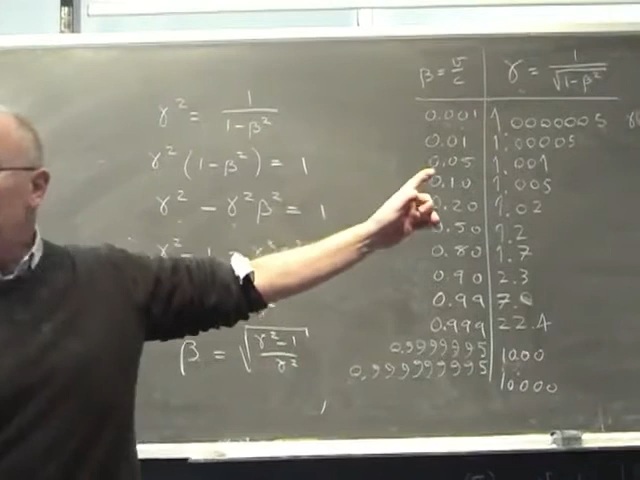 γ² = 1/(1-β²)
γ²(1-β²) = 1
γ² - γ²β² = 1
γ² - 1
β = √((γ²-1)/γ²)
β = v/c γ = 1/√(1-β²)
0.001 1.0000005
0.01 1.00005
0.05 1.001
0.10 1.005
0.20 1.02
0.50 1.2
0.80 1.7
0.90 2.3
0.99 7.0
0.999 22.4
0.9999995 1000
0.999999995 10000